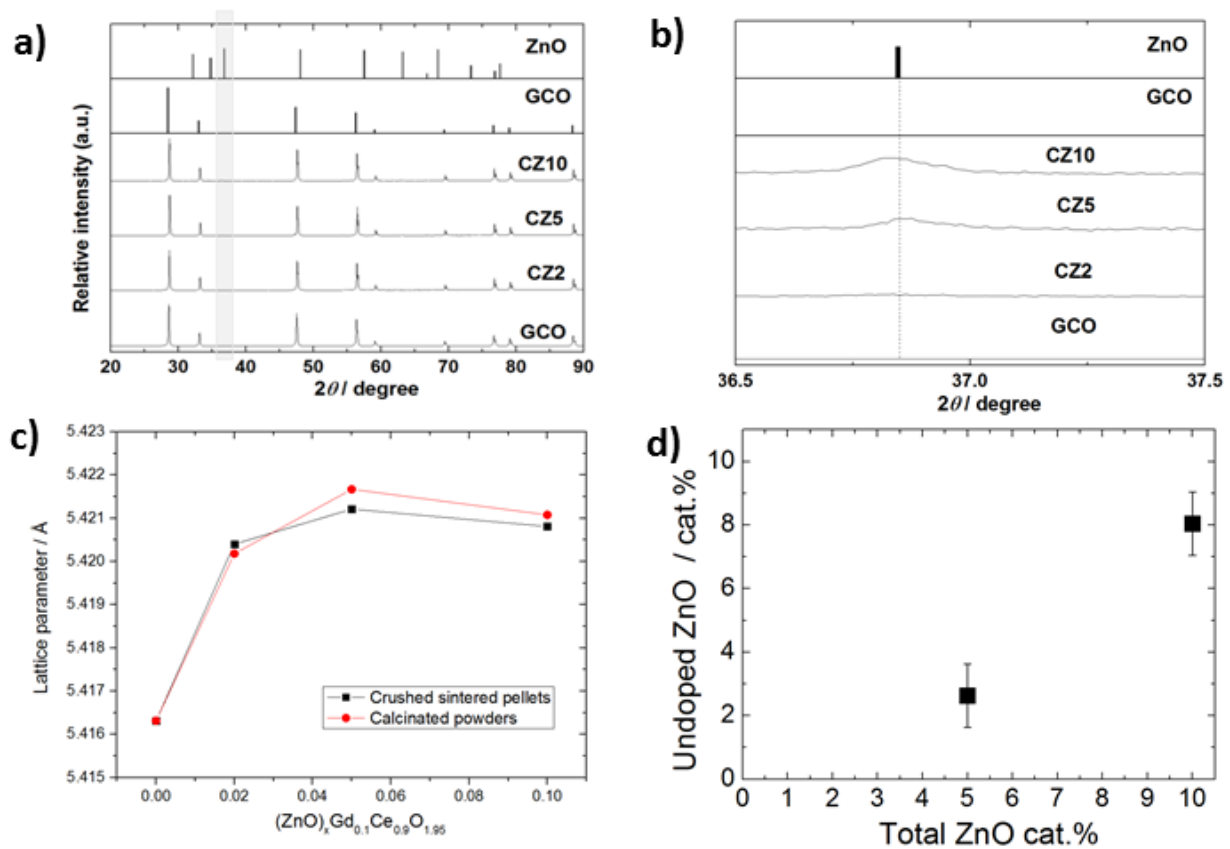 a)
Relative intensity (a.u.)
ZnO
GCO
CZ10
CZ5
CZ2
GCO
20 30 40 50 60 70 80 90
2θ / degree
b)
ZnO
GCO
CZ10
CZ5
CZ2
GCO
36.5 37.0 37.5
2θ / degree
c)
Lattice parameter / Å
5.423
5.422
5.421
5.420
5.419
5.418
5.417
5.416
5.415
Crushed sintered pellets
Calcinated powders
0.00 0.02 0.04 0.06 0.08 0.10
(ZnO)ₓGd₀.₁Ce₀.₉O₁.₉₅
d)
Undoped ZnO / cat.%
10
8
6
4
2
0
0 1 2 3 4 5 6 7 8 9 10
Total ZnO cat.%